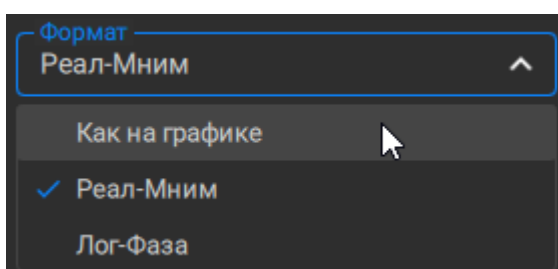 Формат
Реал-Мним
Как на графике
Реал-Мним
Лог-Фаза